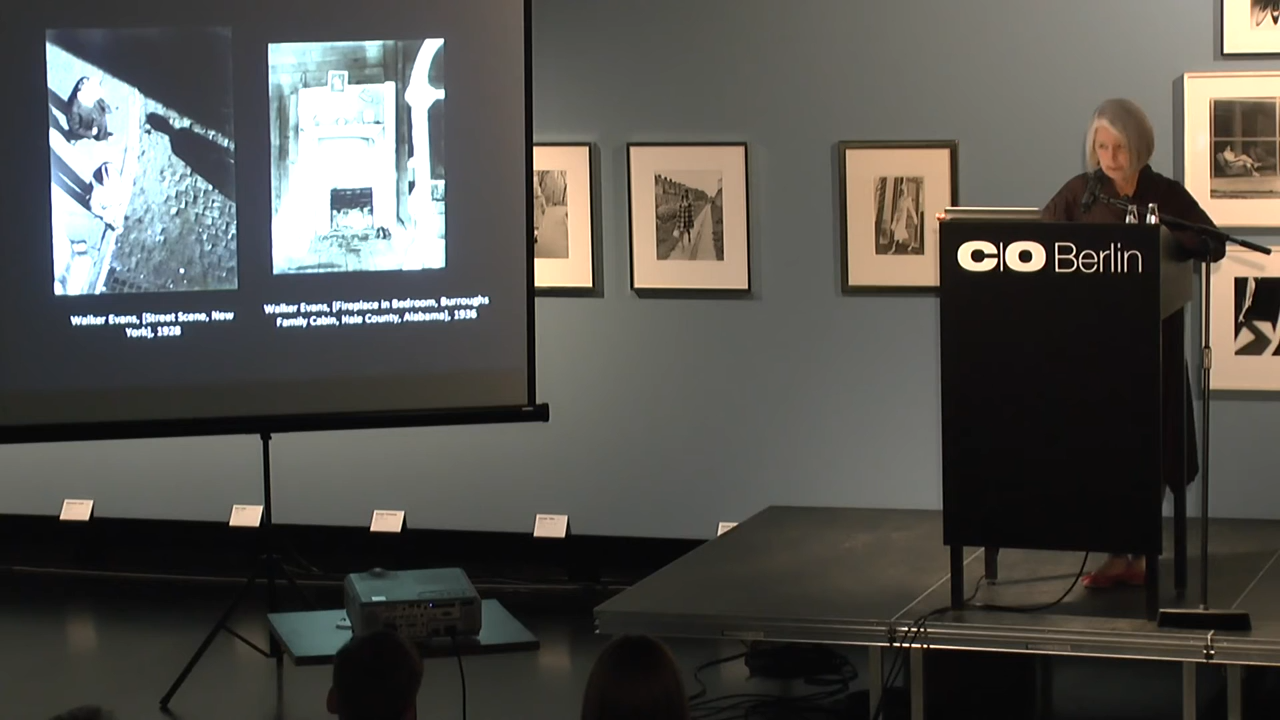 Walker Evans, [Street Scene, New
York], 1928
Walker Evans, [Fireplace in Bedroom, Burroughs
Family Cabin, Hale County, Alabama], 1936
C|O Berlin